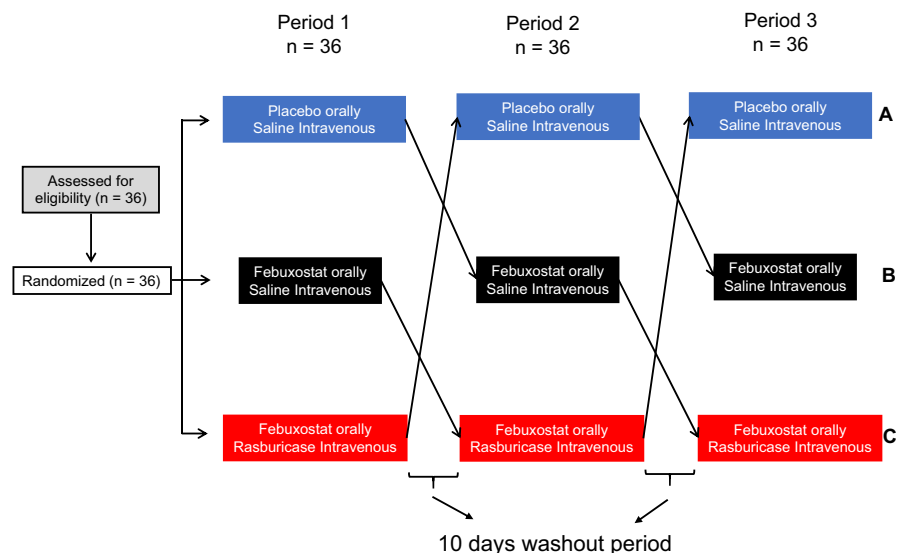 Period 1
n = 36
Period 2
n = 36
Period 3
n = 36
Placebo orally
Saline Intravenous
Placebo orally
Saline Intravenous
Placebo orally
Saline Intravenous
A
Assessed for
eligibility (n = 36)
Randomized (n = 36)
Febuxostat orally
Saline Intravenous
Febuxostat orally
Saline Intravenous
Febuxostat orally
Saline Intravenous
B
Febuxostat orally
Rasburicase Intravenous
Febuxostat orally
Rasburicase Intravenous
Febuxostat orally
Rasburicase Intravenous
C
10 days washout period